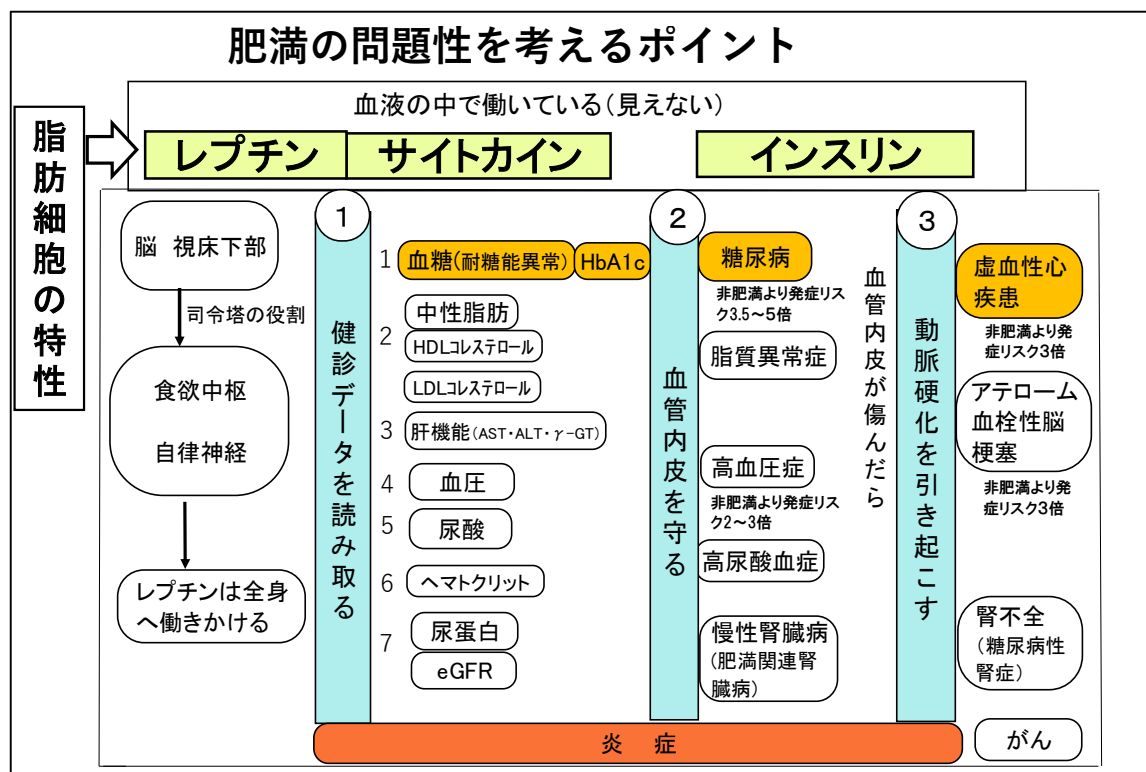 肥満の問題性を考えるポイント
脂肪細胞の特性
血液の中で働いている(見えない)
レプチン
サイトカイン
インスリン
脳 視床下部
司令塔の役割
食欲中枢
自律神経
レプチンは全身
へ働きかける
1
健診データを読み取る
1 血糖(耐糖能異常) HbA1c
2 中性脂肪
HDLコレステロール
LDLコレステロール
3 肝機能(AST・ALT・γ-GT)
4 血圧
5 尿酸
6 ヘマトクリット
7 尿蛋白
eGFR
2
血管内皮を守る
糖尿病
非肥満より発症リス
ク3.5~5倍
脂質異常症
高血圧症
非肥満より発症リス
ク2~3倍
高尿酸血症
慢性腎臓病
(肥満関連腎
臓病)
血管内皮が傷んだら
3
動脈硬化を引き起こす
虚血性心
疾患
非肥満より発
症リスク3倍
アテローム
血栓性脳
梗塞
非肥満より発
症リスク3倍
腎不全
(糖尿病性
腎症)
がん
炎 症